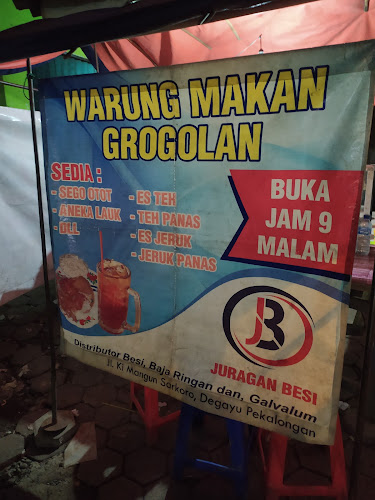 WARUNG MAKAN
GROGOLAN
SEDIA :
- SEGO OTOT
- ANEKA LAUK
- DLL
- ES TEH
- TEH PANAS
- ES JERUK
- JERUK PANAS
BUKA
JAM 9
MALAM
JB
JURAGAN BESI
Distributor Besi, Baja Ringan dan, Galvalum
Jl. KI Mangun Sarkoro, Degayu Pekalongan